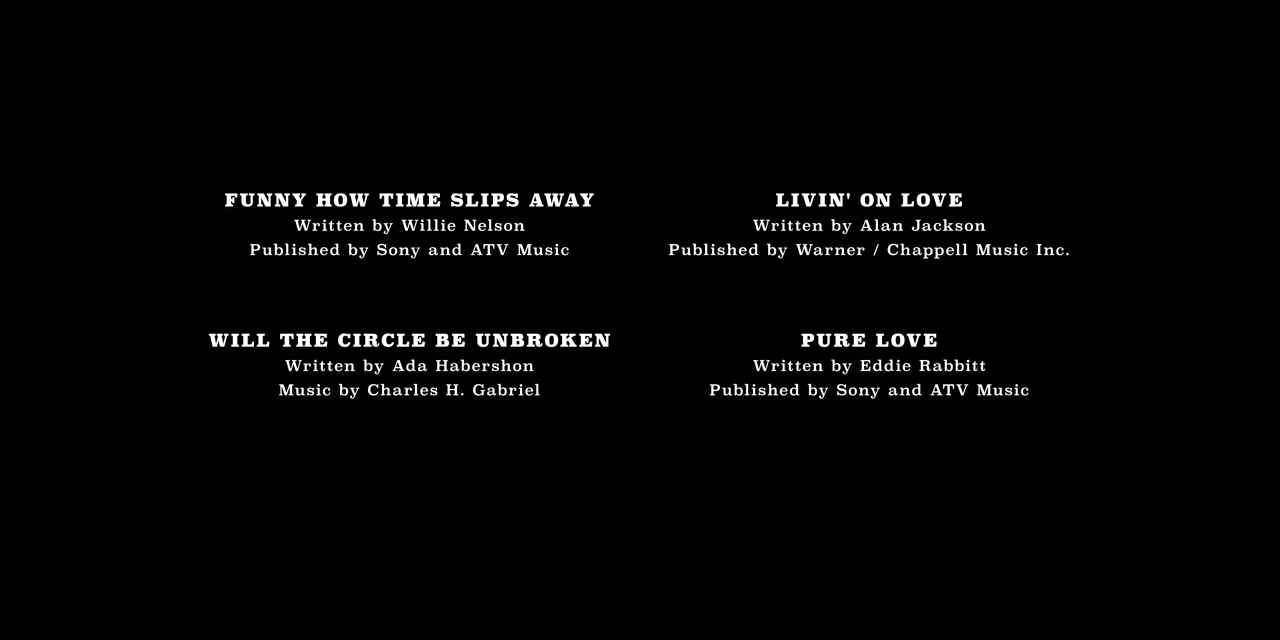 FUNNY HOW TIME SLIPS AWAY
Written by Willie Nelson
Published by Sony and ATV Music
WILL THE CIRCLE BE UNBROKEN
Written by Ada Habershon
Music by Charles H. Gabriel
LIVIN' ON LOVE
Written by Alan Jackson
Published by Warner / Chappell Music Inc.
PURE LOVE
Written by Eddie Rabbitt
Published by Sony and ATV Music